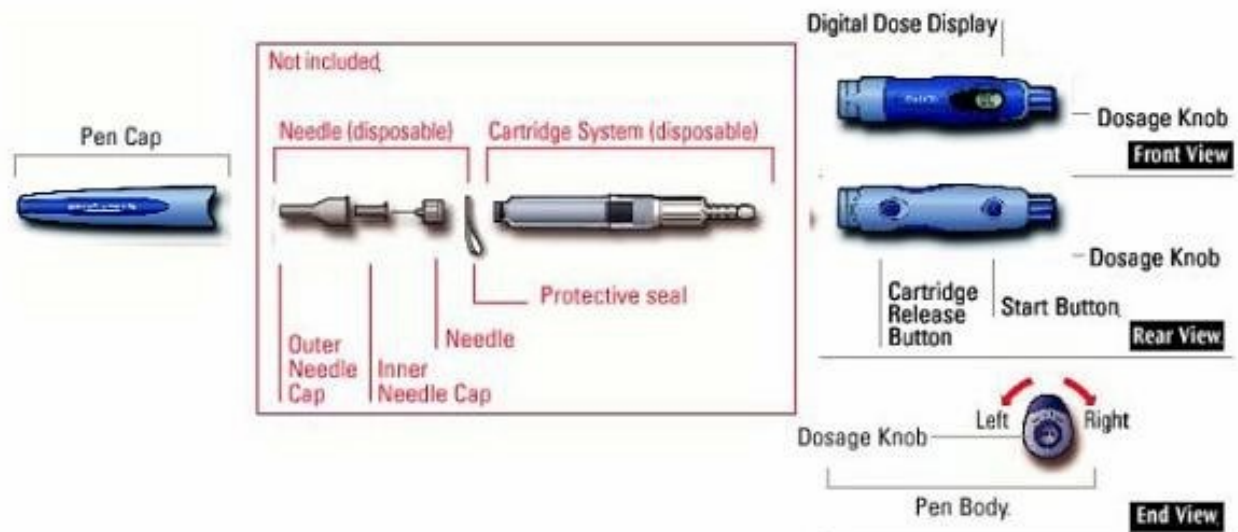 Digital Dose Display
Not included
Pen Cap
Needle (disposable)
Cartridge System (disposable)
Dosage Knob
Front View
Protective seal
Needle
Outer
Needle
Cap
Inner
Needle Cap
Dosage Knob
Cartridge
Release
Button
Start Button
Rear View
Left
Right
Dosage Knob
Pen Body
End View